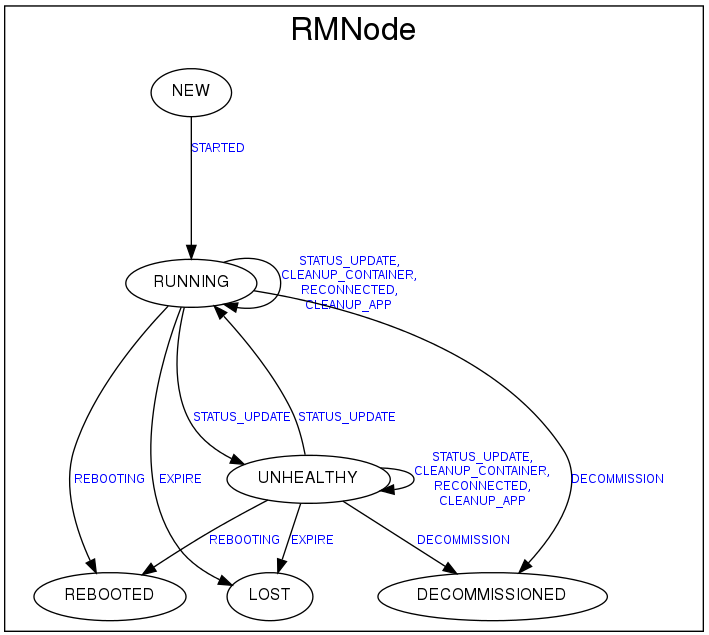 RMNode
NEW
STARTED
RUNNING
STATUS_UPDATE,
CLEANUP_CONTAINER,
RECONNECTED,
CLEANUP_APP
STATUS_UPDATE
STATUS_UPDATE
REBOOTING
EXPIRE
UNHEALTHY
STATUS_UPDATE,
CLEANUP_CONTAINER,
RECONNECTED,
CLEANUP_APP
DECOMMISSION
REBOOTING
EXPIRE
DECOMMISSION
REBOOTED
LOST
DECOMMISSIONED